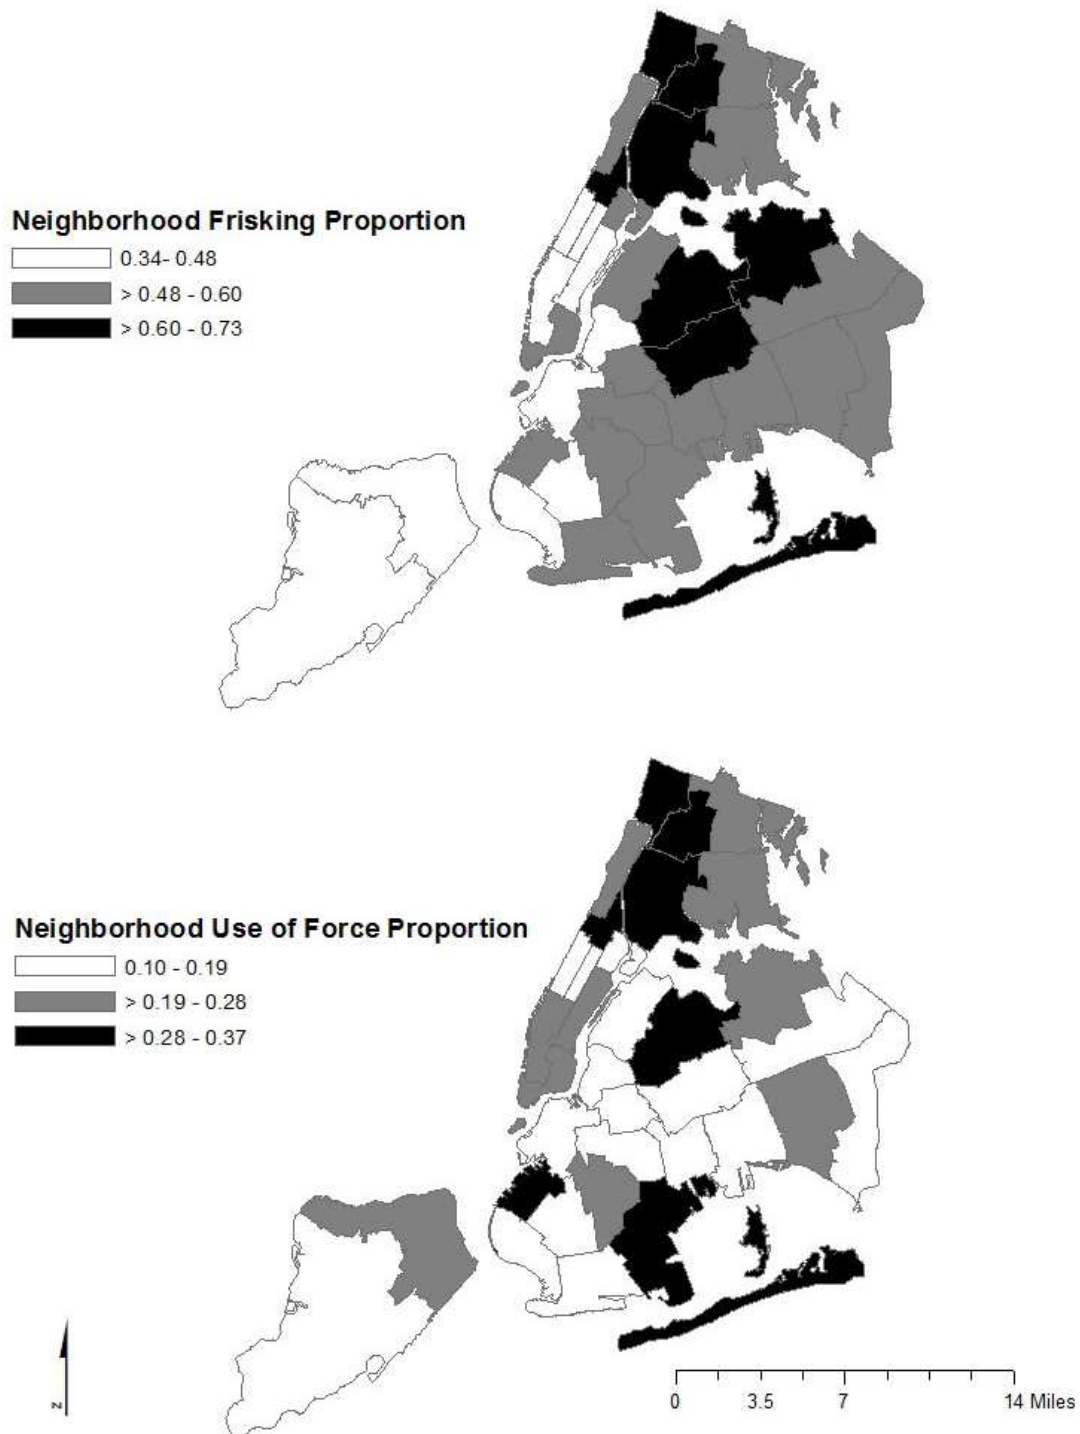 Neighborhood Frisking Proportion
0.34- 0.48
> 0.48 - 0.60
> 0.60 - 0.73
Neighborhood Use of Force Proportion
0.10 - 0.19
> 0.19 - 0.28
> 0.28 - 0.37
N
0 3.5 7 14 Miles